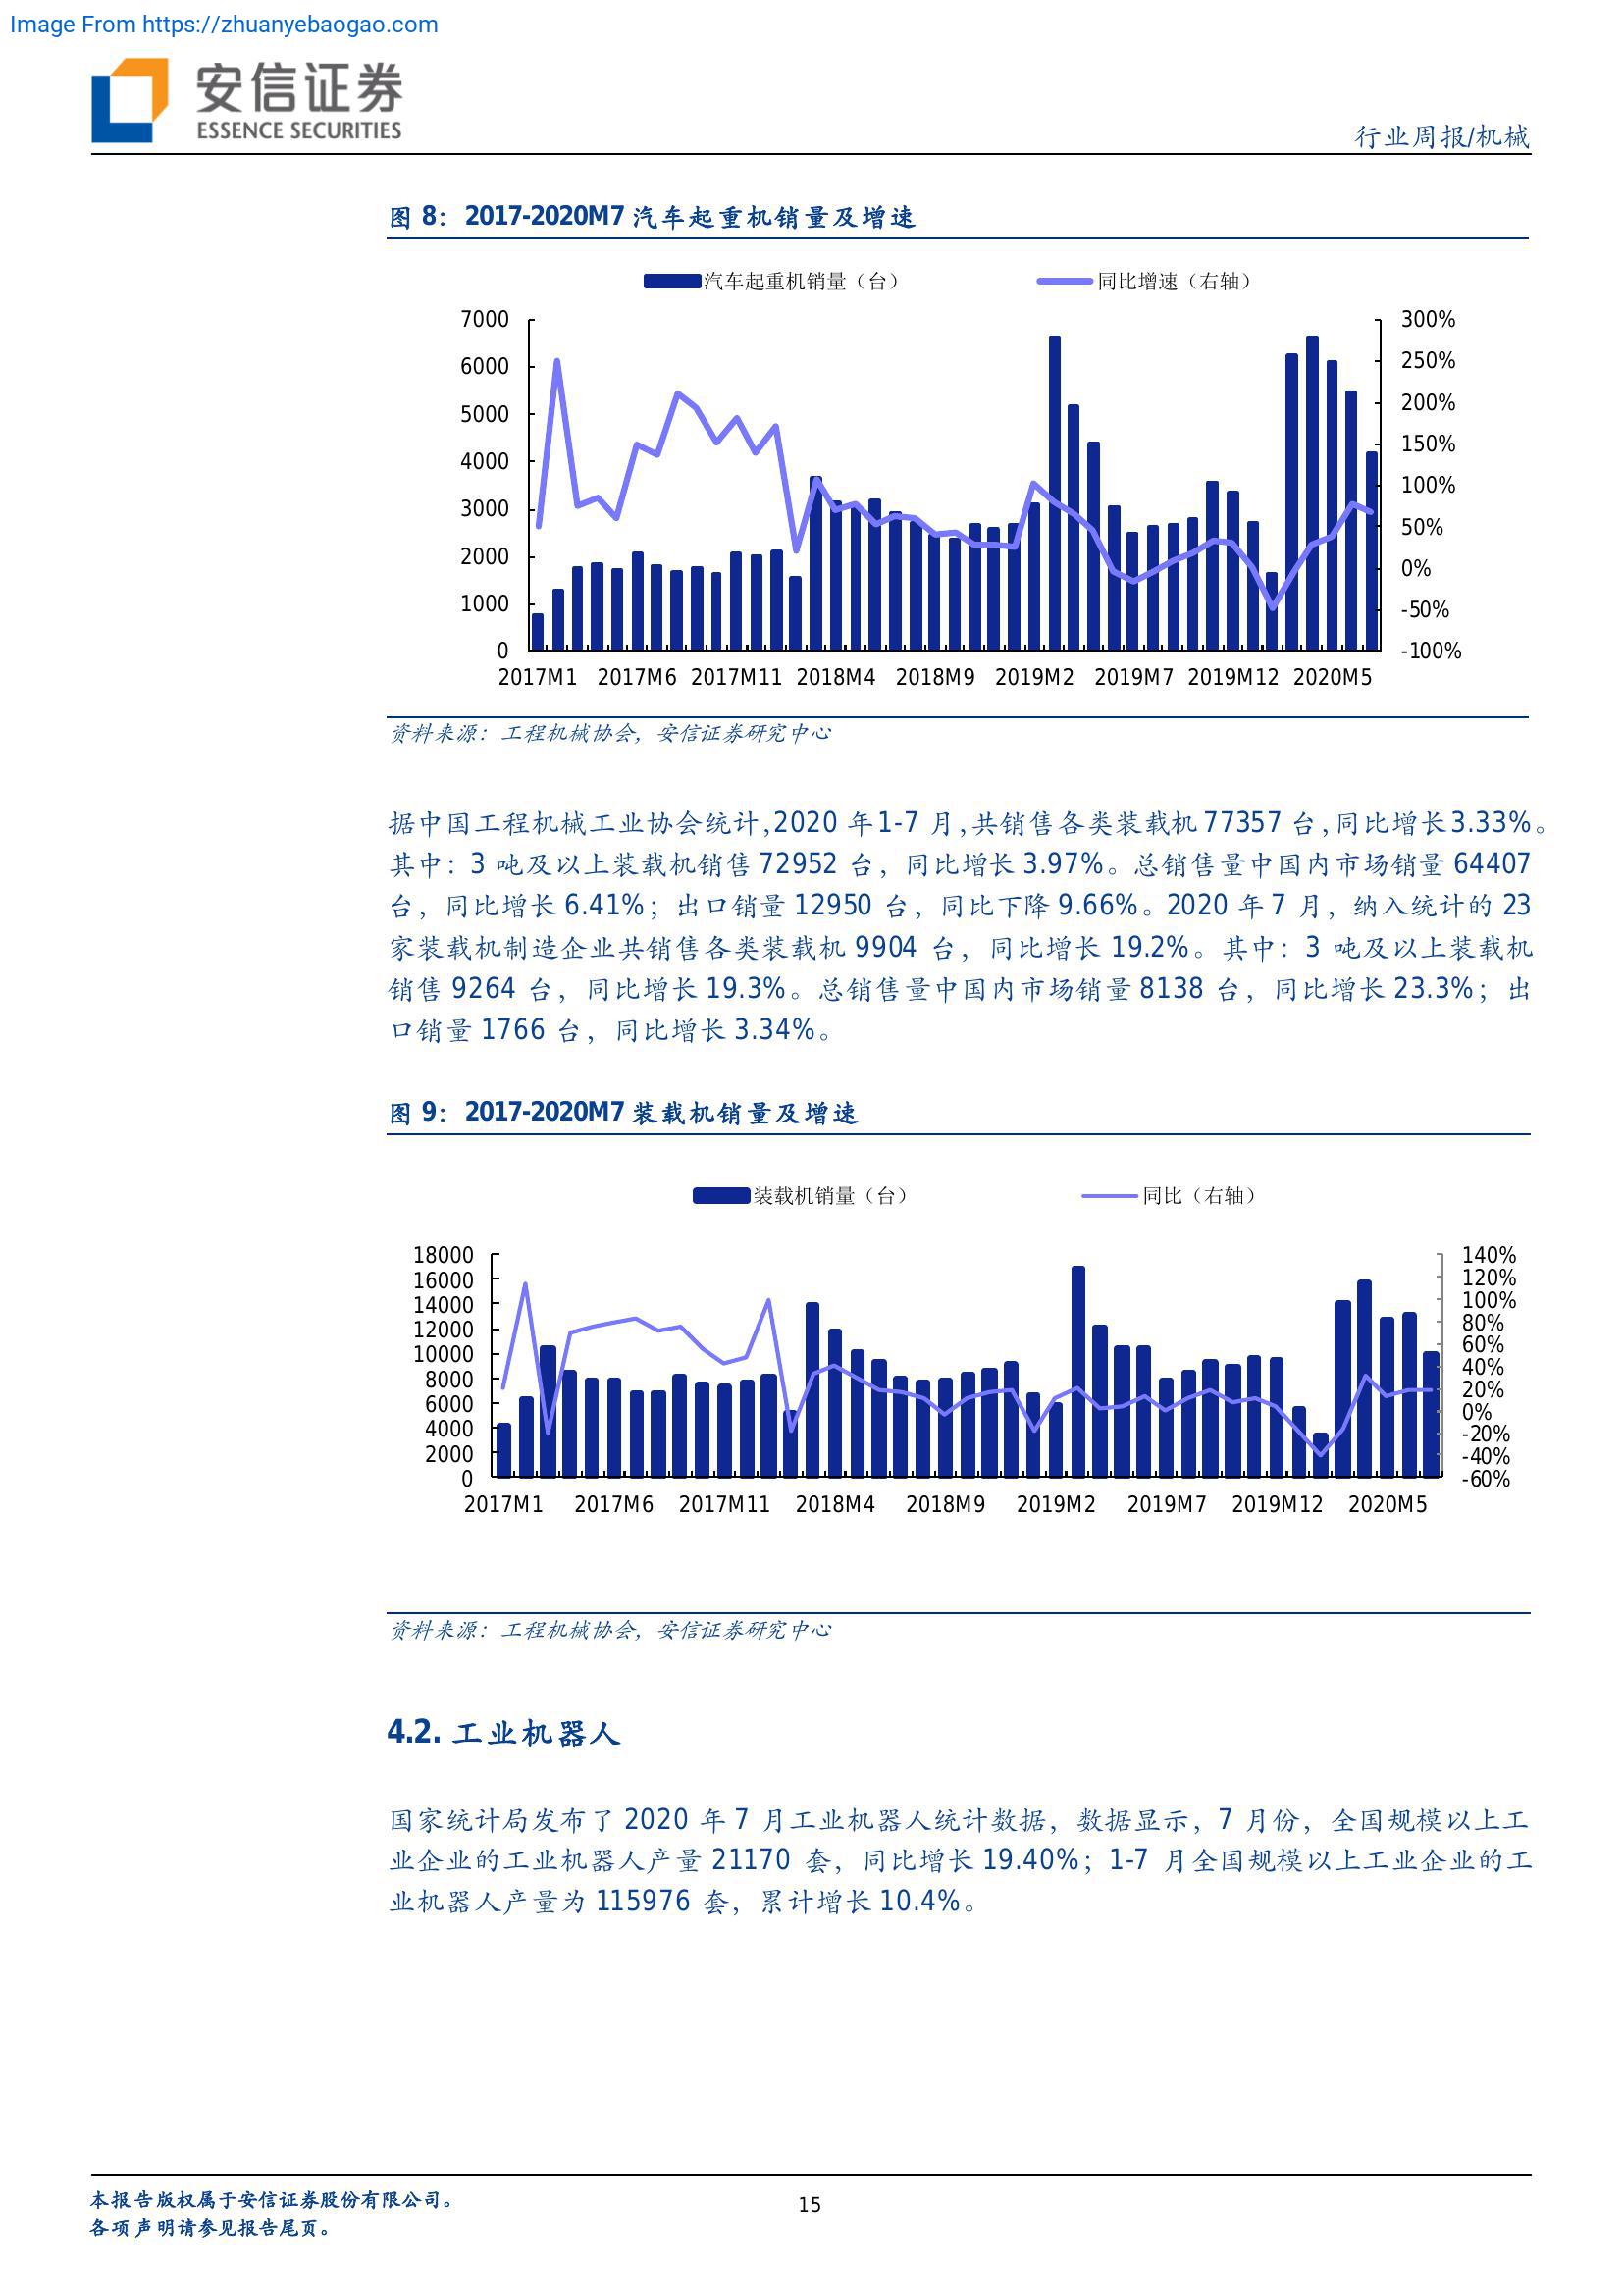 Image From https://zhuanyebaogao.com
安信证券
ESSENCE SECURITIES
行业周报/机械
图 8：2017-2020M7 汽车起重机销量及增速
汽车起重机销量（台）
同比增速（右轴）
7000
6000
5000
4000
3000
2000
1000
0
300%
250%
200%
150%
100%
50%
0%
-50%
-100%
2017M1 2017M6 2017M11 2018M4 2018M9 2019M2 2019M7 2019M12 2020M5
资料来源：工程机械协会，安信证券研究中心
据中国工程机械工业协会统计,2020 年1-7 月,共销售各类装载机77357 台,同比增长3.33%。
其中：3 吨及以上装载机销售 72952 台，同比增长 3.97%。总销售量中国内市场销量 64407
台，同比增长 6.41%；出口销量 12950 台，同比下降 9.66%。2020 年 7 月，纳入统计的 23
家装载机制造企业共销售各类装载机 9904 台，同比增长 19.2%。其中：3 吨及以上装载机
销售 9264 台，同比增长 19.3%。总销售量中国内市场销量 8138 台，同比增长 23.3%；出
口销量 1766 台，同比增长 3.34%。
图 9：2017-2020M7 装载机销量及增速
装载机销量（台）
同比（右轴）
18000
16000
14000
12000
10000
8000
6000
4000
2000
0
140%
120%
100%
80%
60%
40%
20%
0%
-20%
-40%
-60%
2017M1 2017M6 2017M11 2018M4 2018M9 2019M2 2019M7 2019M12 2020M5
资料来源：工程机械协会，安信证券研究中心
4.2. 工业机器人
国家统计局发布了 2020 年 7 月工业机器人统计数据，数据显示，7 月份，全国规模以上工
业企业的工业机器人产量 21170 套，同比增长 19.40%；1-7 月全国规模以上工业企业的工
业机器人产量为 115976 套，累计增长 10.4%。
本报告版权属于安信证券股份有限公司。
各项声明请参见报告尾页。
15